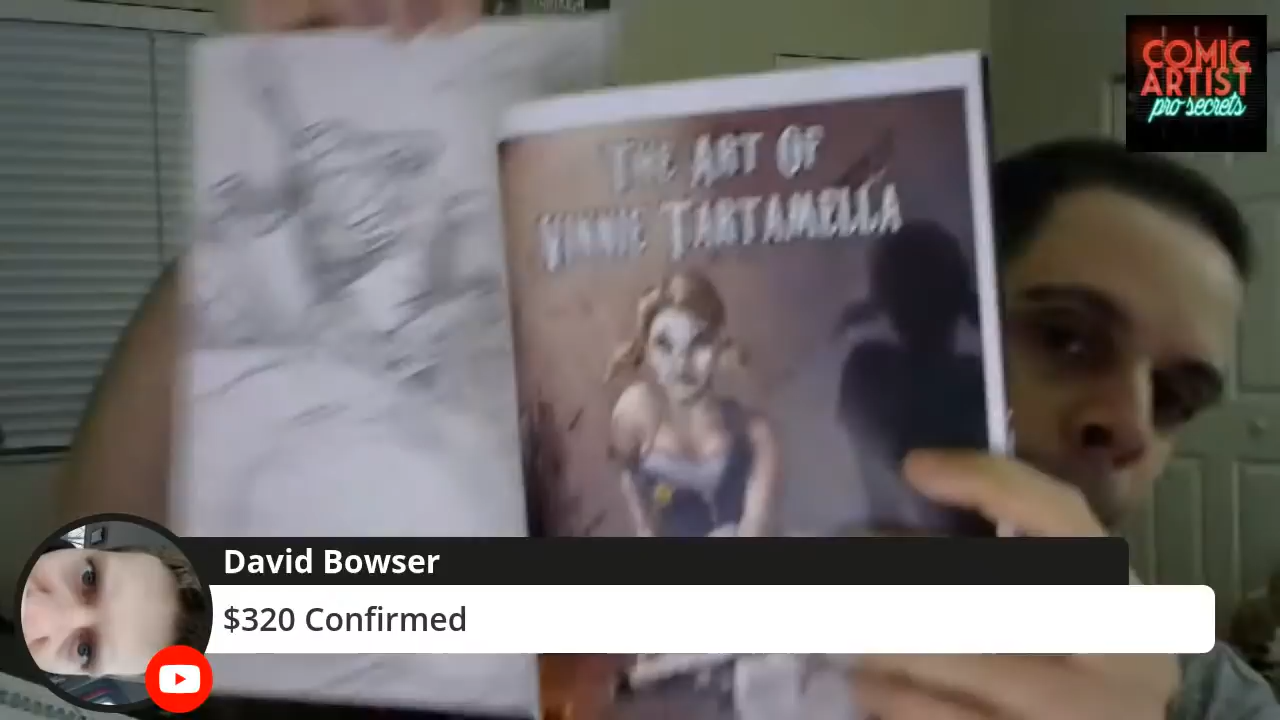 COMIC
ARTIST
pro secrets
THE ART OF
VINNIE TARTAMELLA
David Bowser
$320 Confirmed